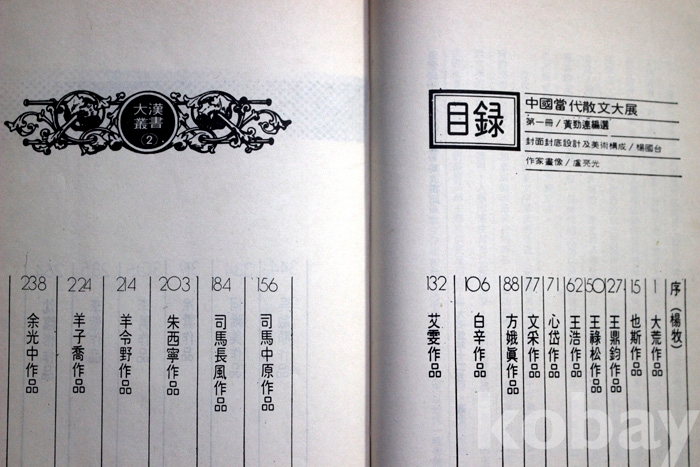 目錄
中國當代散文大展
第一冊/黃勁連編選
封面封底設計及美術構成/楊國台
作家畫像/盧亮光
序（楊牧）
1 大荒作品
15 也斯作品
27 王鼎鈞作品
50 王祿松作品
62 王浩作品
71 心岱作品
77 作品
88 方娥眞作品
106 白辛作品
132 艾雯作品
大漢
叢書
2
156 司馬中原作品
184 司馬長風作品
203 朱西寧作品
214 羊令野作品
224 羊子喬作品
238 余光中作品
kobay